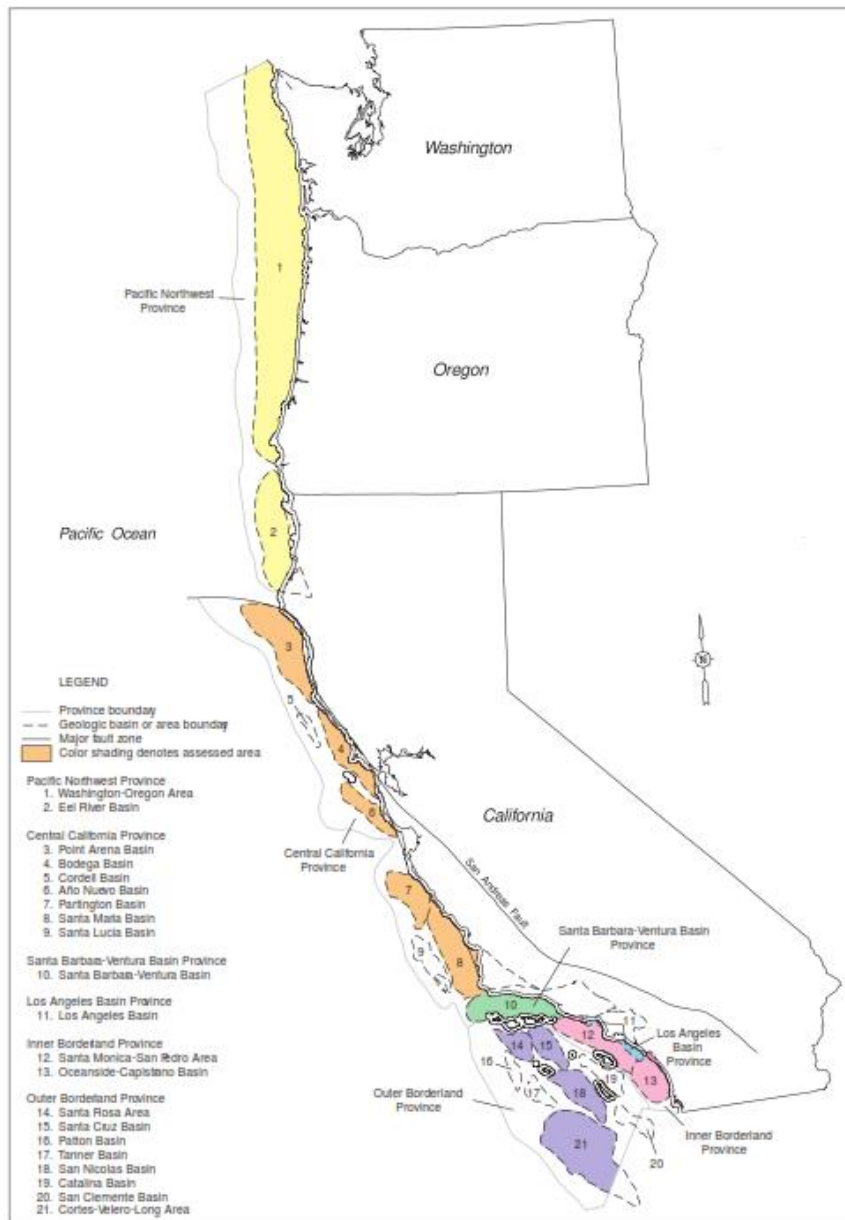 Washington
Pacific Northwest
Province
1
Oregon
Pacific Ocean
2
3
LEGEND
5
Province boundary
Geologic basin or area boundary
Major fault zone
Color shading denotes assessed area
4
N
Pacific Northwest Province
1. Washington-Oregon Area
2. Eel River Basin
6
California
Central California
Province
Central California Province
3. Point Arena Basin
4. Bodega Basin
5. Cordell Basin
6. Año Nuevo Basin
7. Partington Basin
8. Santa Maria Basin
9. Santa Lucia Basin
San Andreas Fault
7
Santa Barbara-Ventura Basin
Province
9
8
Santa Barbara-Ventura Basin Province
10. Santa Barbara-Ventura Basin
10
Los Angeles Basin Province
11. Los Angeles Basin
11
12
Los Angeles
Basin
Province
14
15
Inner Borderland Province
12. Santa Monica-San Pedro Area
13. Oceanside-Capistrano Basin
16
19
13
17
18
Outer Borderland
Province
Inner Borderland
Province
Outer Borderland Province
14. Santa Rosa Area
15. Santa Cruz Basin
16. Patton Basin
17. Tanner Basin
18. San Nicolas Basin
19. Catalina Basin
20. San Clemente Basin
21. Cortes-Velero-Long Area
21
20